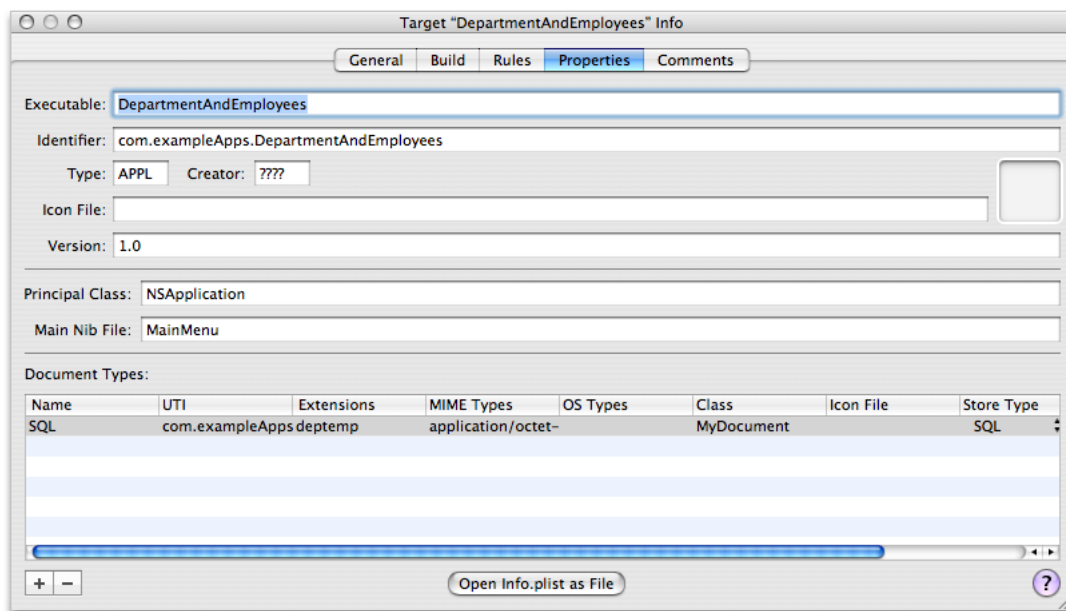 Target “DepartmentAndEmployees” Info
General Build Rules Properties Comments
Executable: DepartmentAndEmployees
Identifier: com.exampleApps.DepartmentAndEmployees
Type: APPL Creator: ????
Icon File:
Version: 1.0
Principal Class: NSApplication
Main Nib File: MainMenu
Document Types:
Name UTI Extensions MIME Types OS Types Class Icon File Store Type
SQL com.exampleApps deptemp application/octet- MyDocument SQL
+ − Open Info.plist as File ?